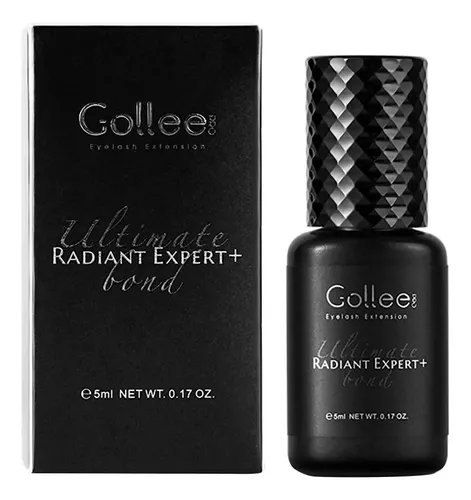 Gollee
Eyelash Extension
Ultimate
RADIANT EXPERT+
bond
℮5ml NET WT. 0.17 OZ.
Gollee
Eyelash Extension
Ultimate
RADIANT EXPERT+
bond
℮5ml NET WT. 0.17 OZ.